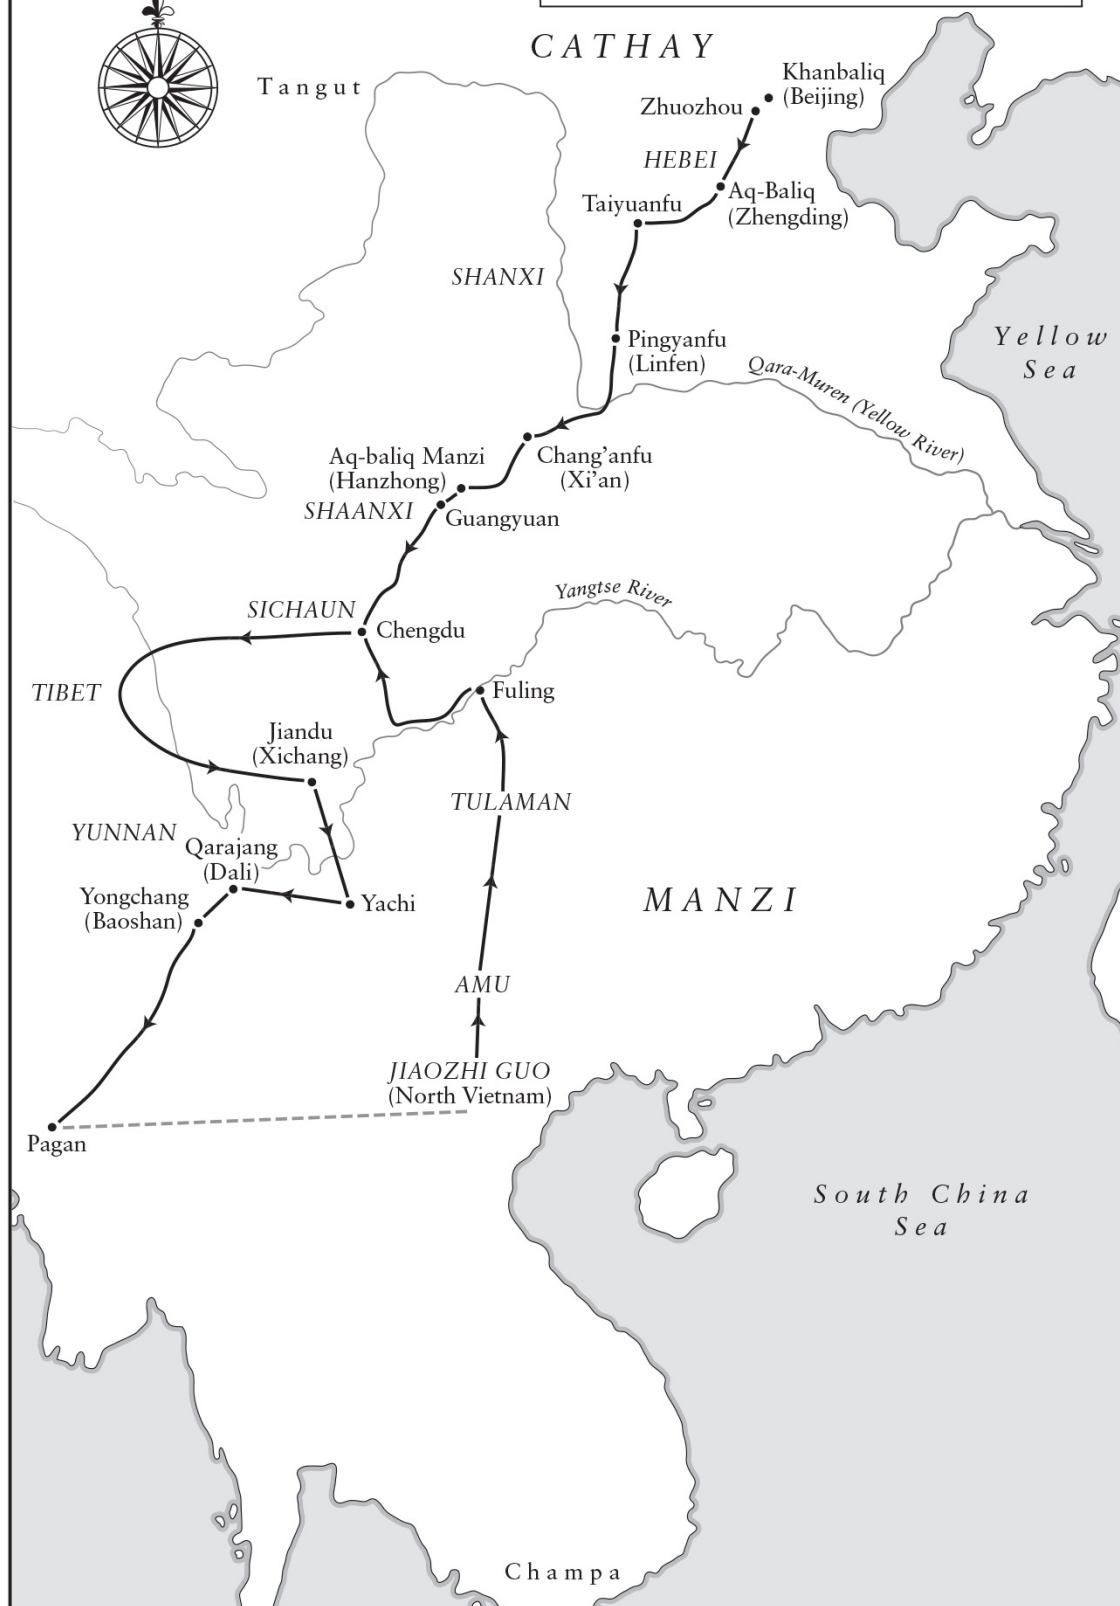 CATHAY
Tangut
Khanbaliq
(Beijing)
Zhuozhou
HEBEI
Aq-Baliq
(Zhengding)
Taiyuanfu
SHANXI
Pingyanfu
(Linfen)
Yellow
Sea
Qara-Muren (Yellow River)
Chang'anfu
(Xi'an)
Aq-baliq Manzi
(Hanzhong)
SHAANXI
Guangyuan
Yangtse River
SICHAUN
Chengdu
TIBET
Fuling
Jiandu
(Xichang)
TULAMAN
YUNNAN
Qarajang
(Dali)
Yongchang
(Baoshan)
Yachi
MANZI
AMU
JIAOZHI GUO
(North Vietnam)
Pagan
South China
Sea
Champa